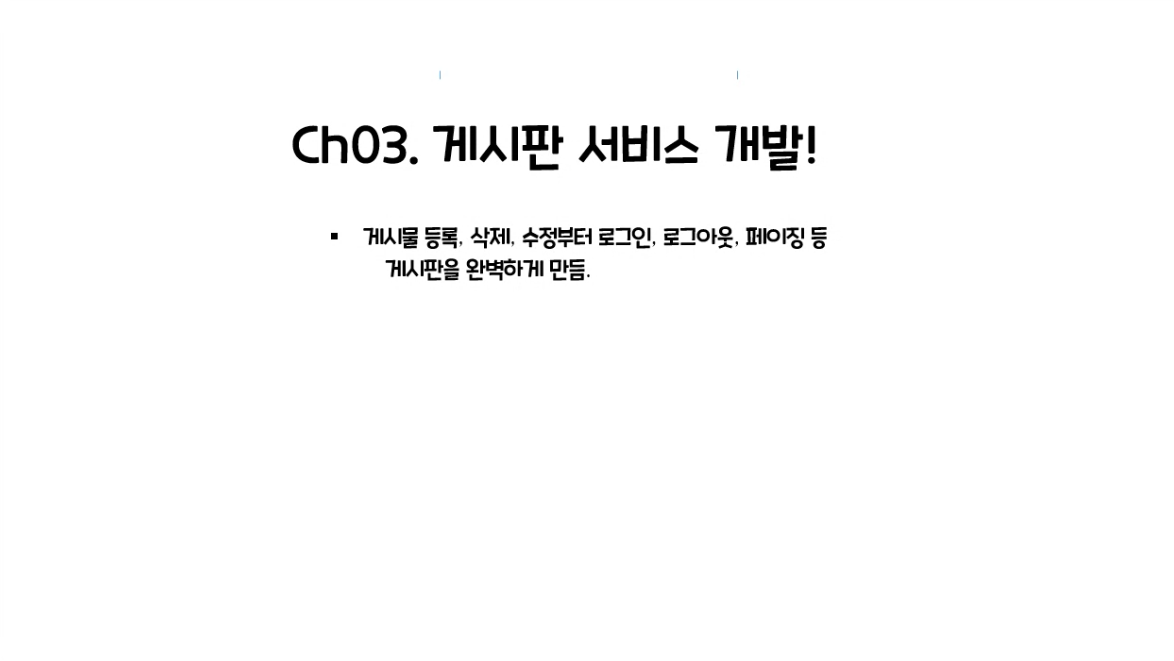 Ch03. 게시판 서비스 개발!
▪ 게시물 등록, 삭제, 수정부터 로그인, 로그아웃, 페이징 등
게시판을 완벽하게 만듬.